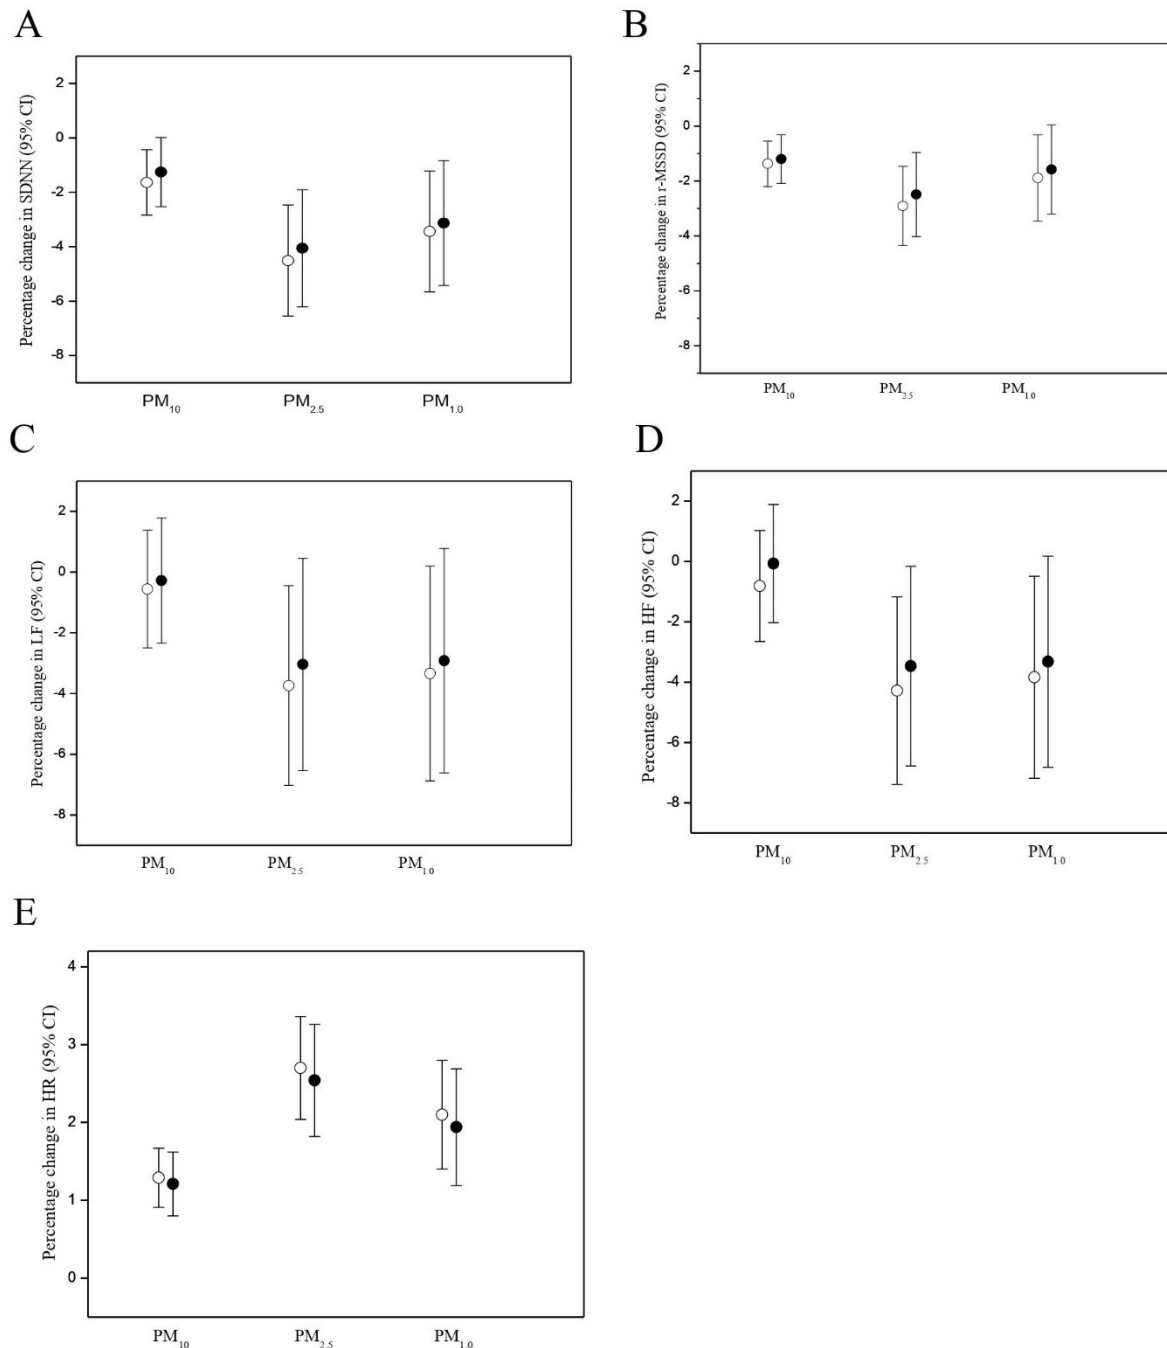 A
Percentage change in SDNN (95% CI)
2
0
-2
-4
-6
-8
PM10
PM2.5
PM1.0
B
Percentage change in r-MSSD (95% CI)
2
0
-2
-4
-6
-8
PM10
PM2.5
PM1.0
C
Percentage change in LF (95% CI)
2
0
-2
-4
-6
-8
PM10
PM2.5
PM1.0
D
Percentage change in HF (95% CI)
2
0
-2
-4
-6
-8
PM10
PM2.5
PM1.0
E
Percentage change in HR (95% CI)
4
3
2
1
0
PM10
PM2.5
PM1.0